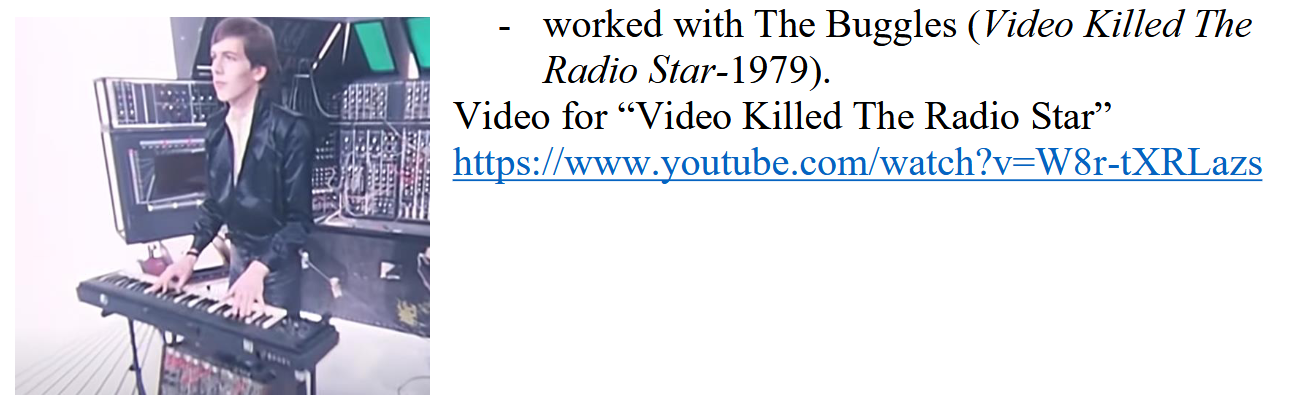 - worked with The Buggles (Video Killed The
Radio Star-1979).
Video for “Video Killed The Radio Star”
https://www.youtube.com/watch?v=W8r-tXRLazs